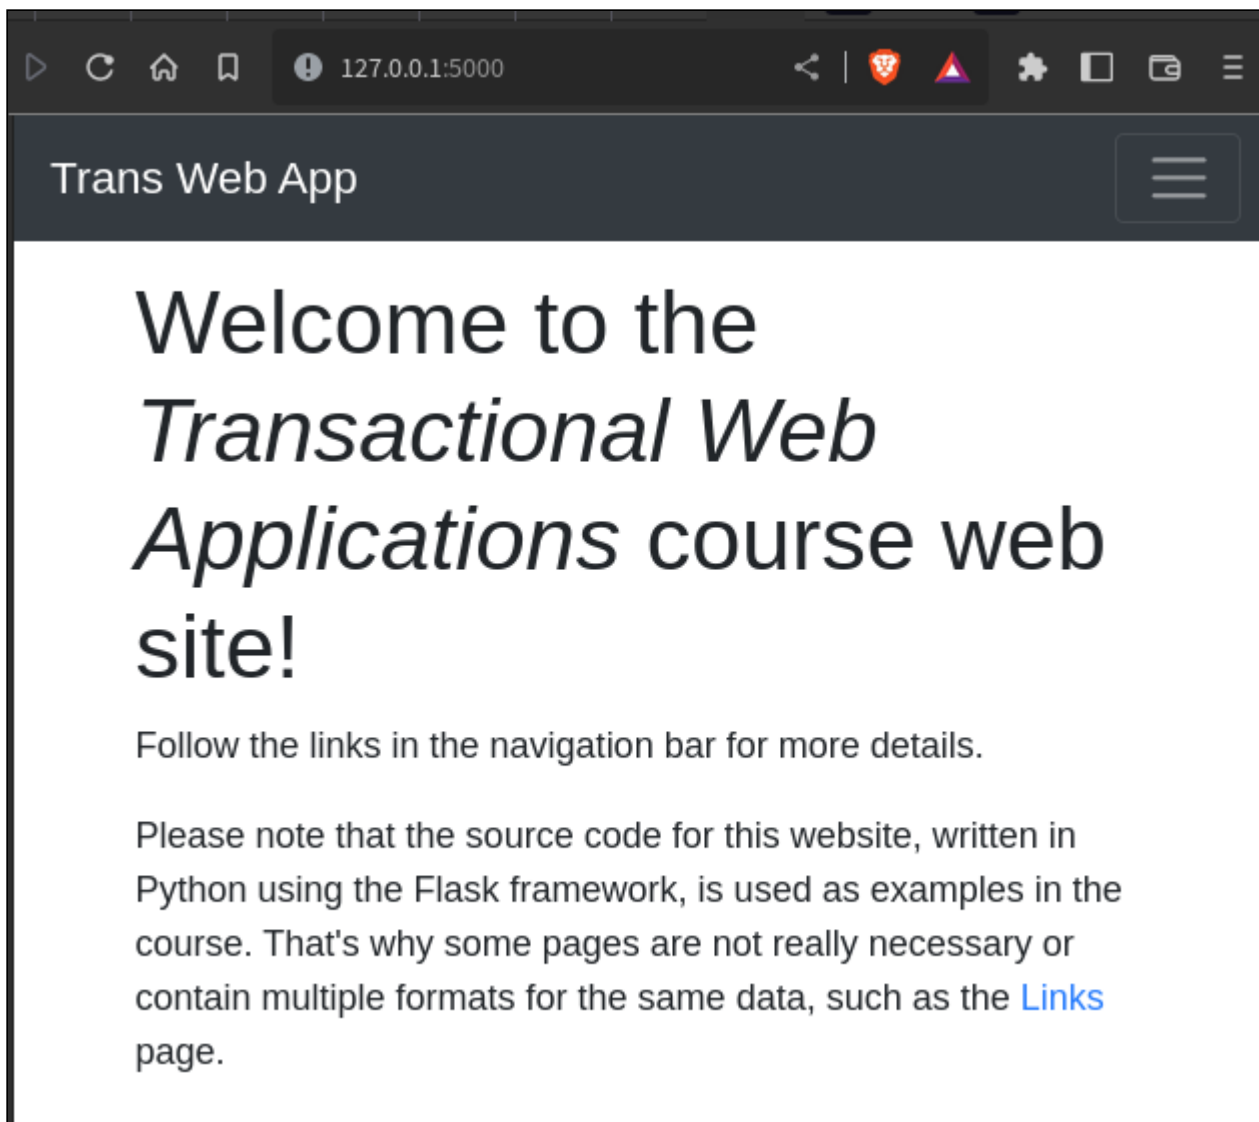 127.0.0.1:5000
Trans Web App
Welcome to the
Transactional Web
Applications course web
site!
Follow the links in the navigation bar for more details.
Please note that the source code for this website, written in
Python using the Flask framework, is used as examples in the
course. That's why some pages are not really necessary or
contain multiple formats for the same data, such as the Links
page.